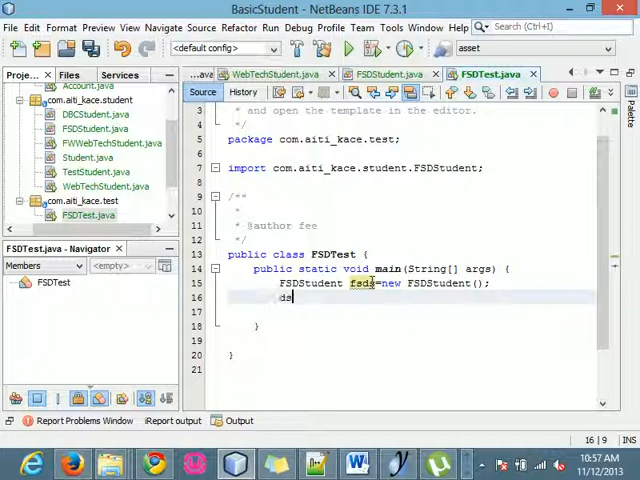 BasicStudent - NetBeans IDE 7.3.1
File Edit Format View Navigate Source Refactor Run Debug Profile Team Tools Window Help
Search (Ctrl+I)
<default config>
asset
Proje...
Files
Services
...ava
WebTechStudent.java
FSDStudent.java
FSDTest.java
Account.java
com.aiti_kace.student
DBCStudent.java
FSDStudent.java
FWWebTechStudent.java
Student.java
TestStudent.java
WebTechStudent.java
com.aiti_kace.test
FSDTest.java
FSDTest.java - Navigator
Members
<empty>
FSDTest
Source
History
Palette
3 * and open the template in the editor.
4 */
5 package com.aiti_kace.test;
6
7 import com.aiti_kace.student.FSDStudent;
8
9 /**
10 *
11 * @author fee
12 */
13 public class FSDTest {
14 public static void main(String[] args) {
15 FSDStudent fsds=new FSDStudent();
16 ds
17
18 }
19
20 }
21
Report Problems Window
iReport output
Output
16 | 9
INS
10:57 AM
11/12/2013